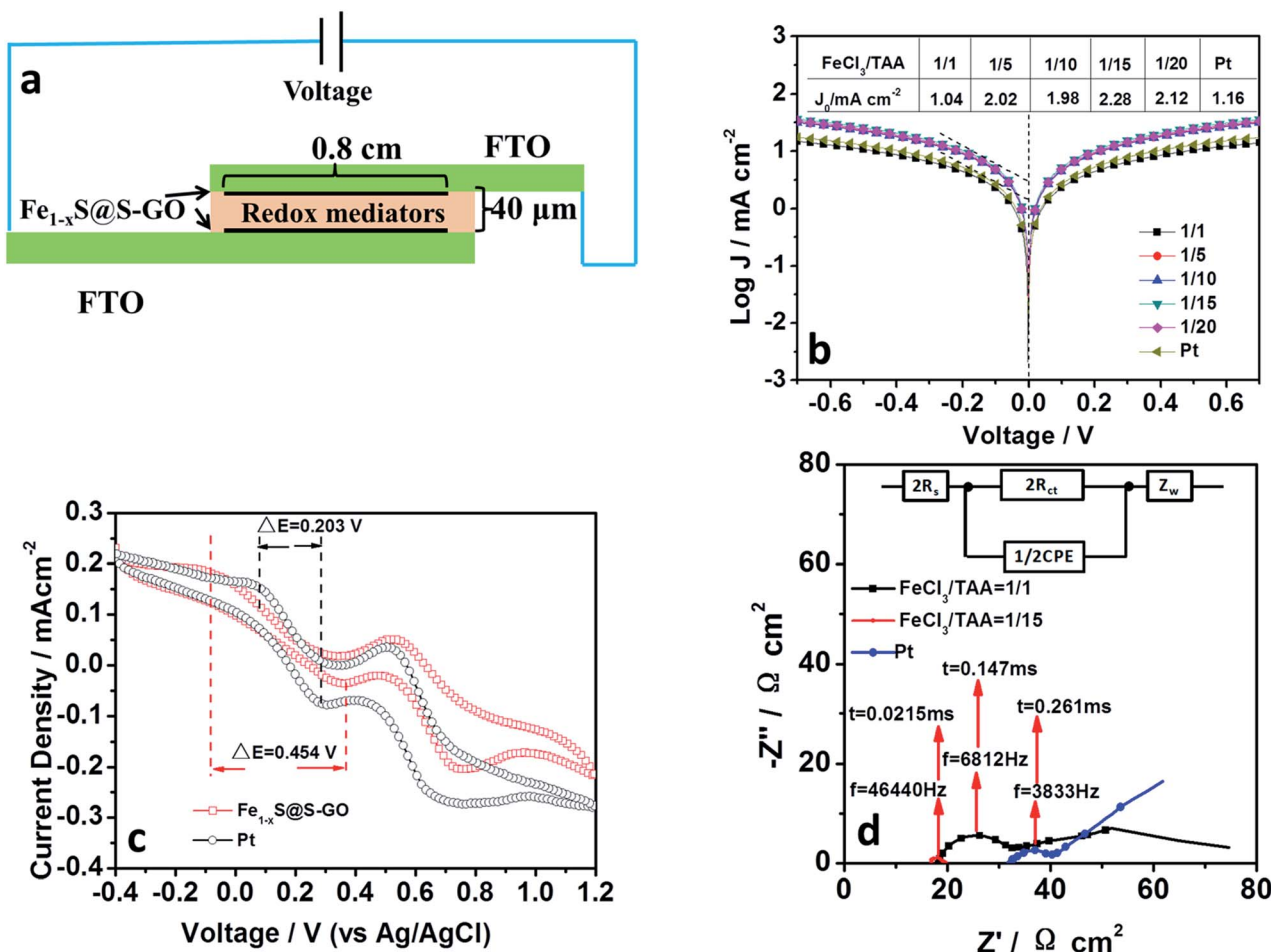 a
Voltage
0.8 cm
FTO
Fe₁₋ₓS@S-GO
Redox mediators
40 μm
FTO
FeCl₃/TAA 1/1 1/5 1/10 1/15 1/20 Pt
J₀/mA cm⁻² 1.04 2.02 1.98 2.28 2.12 1.16
3
2
1
0
-1
-2
-3
Log J / mA cm⁻²
1/1
1/5
1/10
1/15
1/20
Pt
b
-0.6 -0.4 -0.2 0.0 0.2 0.4 0.6
Voltage / V
0.3
0.2
0.1
0.0
-0.1
-0.2
-0.3
-0.4
Current Density / mAcm⁻²
△E=0.203 V
△E=0.454 V
Fe₁₋ₓS@S-GO
Pt
c
-0.4 -0.2 0.0 0.2 0.4 0.6 0.8 1.0 1.2
Voltage / V (vs Ag/AgCl)
80
60
40
20
0
-Z'' / Ω cm²
2Rₛ
2R꜀ₜ
Z𝓌
1/2CPE
FeCl₃/TAA=1/1
FeCl₃/TAA=1/15
Pt
t=0.147ms
t=0.0215ms
t=0.261ms
f=6812Hz
f=46440Hz
f=3833Hz
d
0 20 40 60 80
Z' / Ω cm²